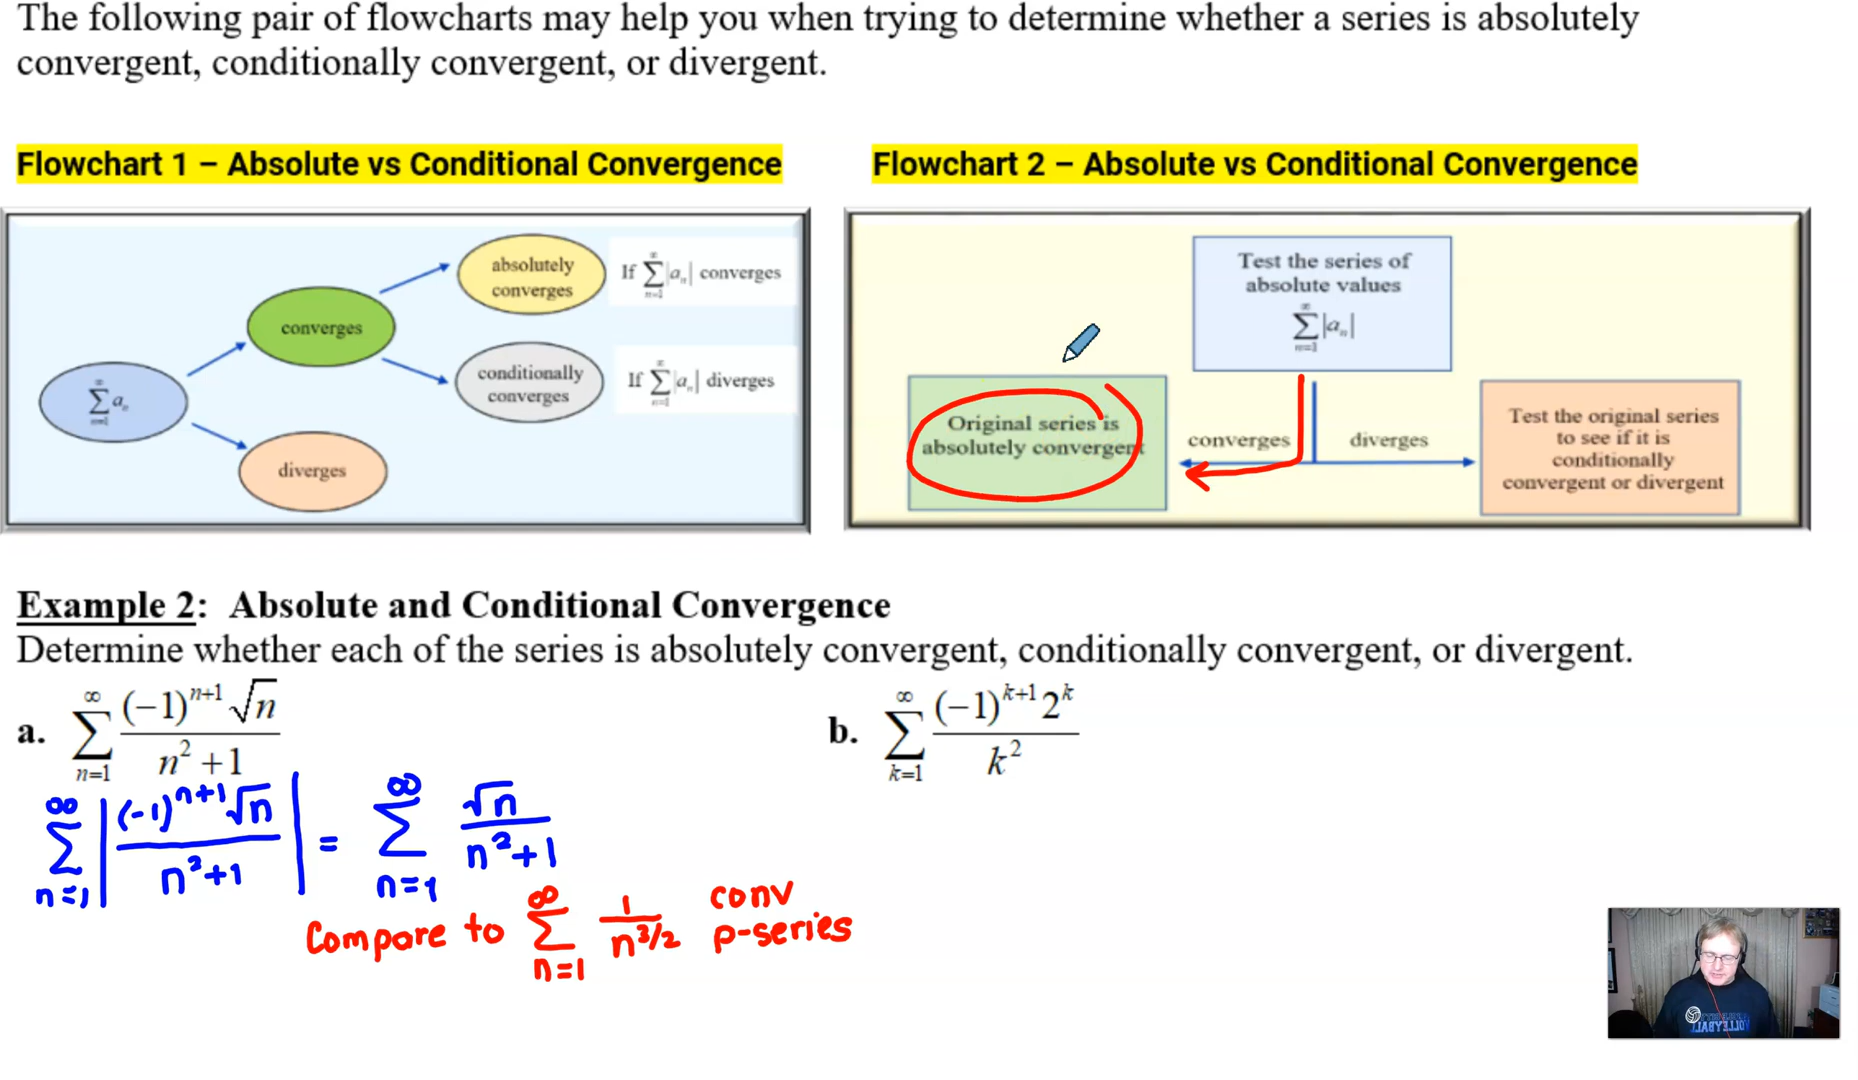 The following pair of flowcharts may help you when trying to determine whether a series is absolutely
convergent, conditionally convergent, or divergent.
Flowchart 1 – Absolute vs Conditional Convergence
Flowchart 2 – Absolute vs Conditional Convergence
∞ Σ n=1 aₙ
converges
diverges
absolutely
converges
If ∞ Σ n=1 |aₙ| converges
conditionally
converges
If ∞ Σ n=1 |aₙ| diverges
Test the series of
absolute values
∞ Σ n=1 |aₙ|
Original series is
absolutely convergent
converges
diverges
Test the original series
to see if it is
conditionally
convergent or divergent
Example 2: Absolute and Conditional Convergence
Determine whether each of the series is absolutely convergent, conditionally convergent, or divergent.
a. ∞ Σ n=1 (−1)ⁿ⁺¹ √n / n² + 1
b. ∞ Σ k=1 (−1)ᵏ⁺¹ 2ᵏ / k²
∞ Σ n=1 | (-1)ⁿ⁺¹ √n / n²+1 | = ∞ Σ n=1 √n / n²+1
Compare to ∞ Σ n=1 1 / n^3/2 conv
p-series
VOLLEYBALL